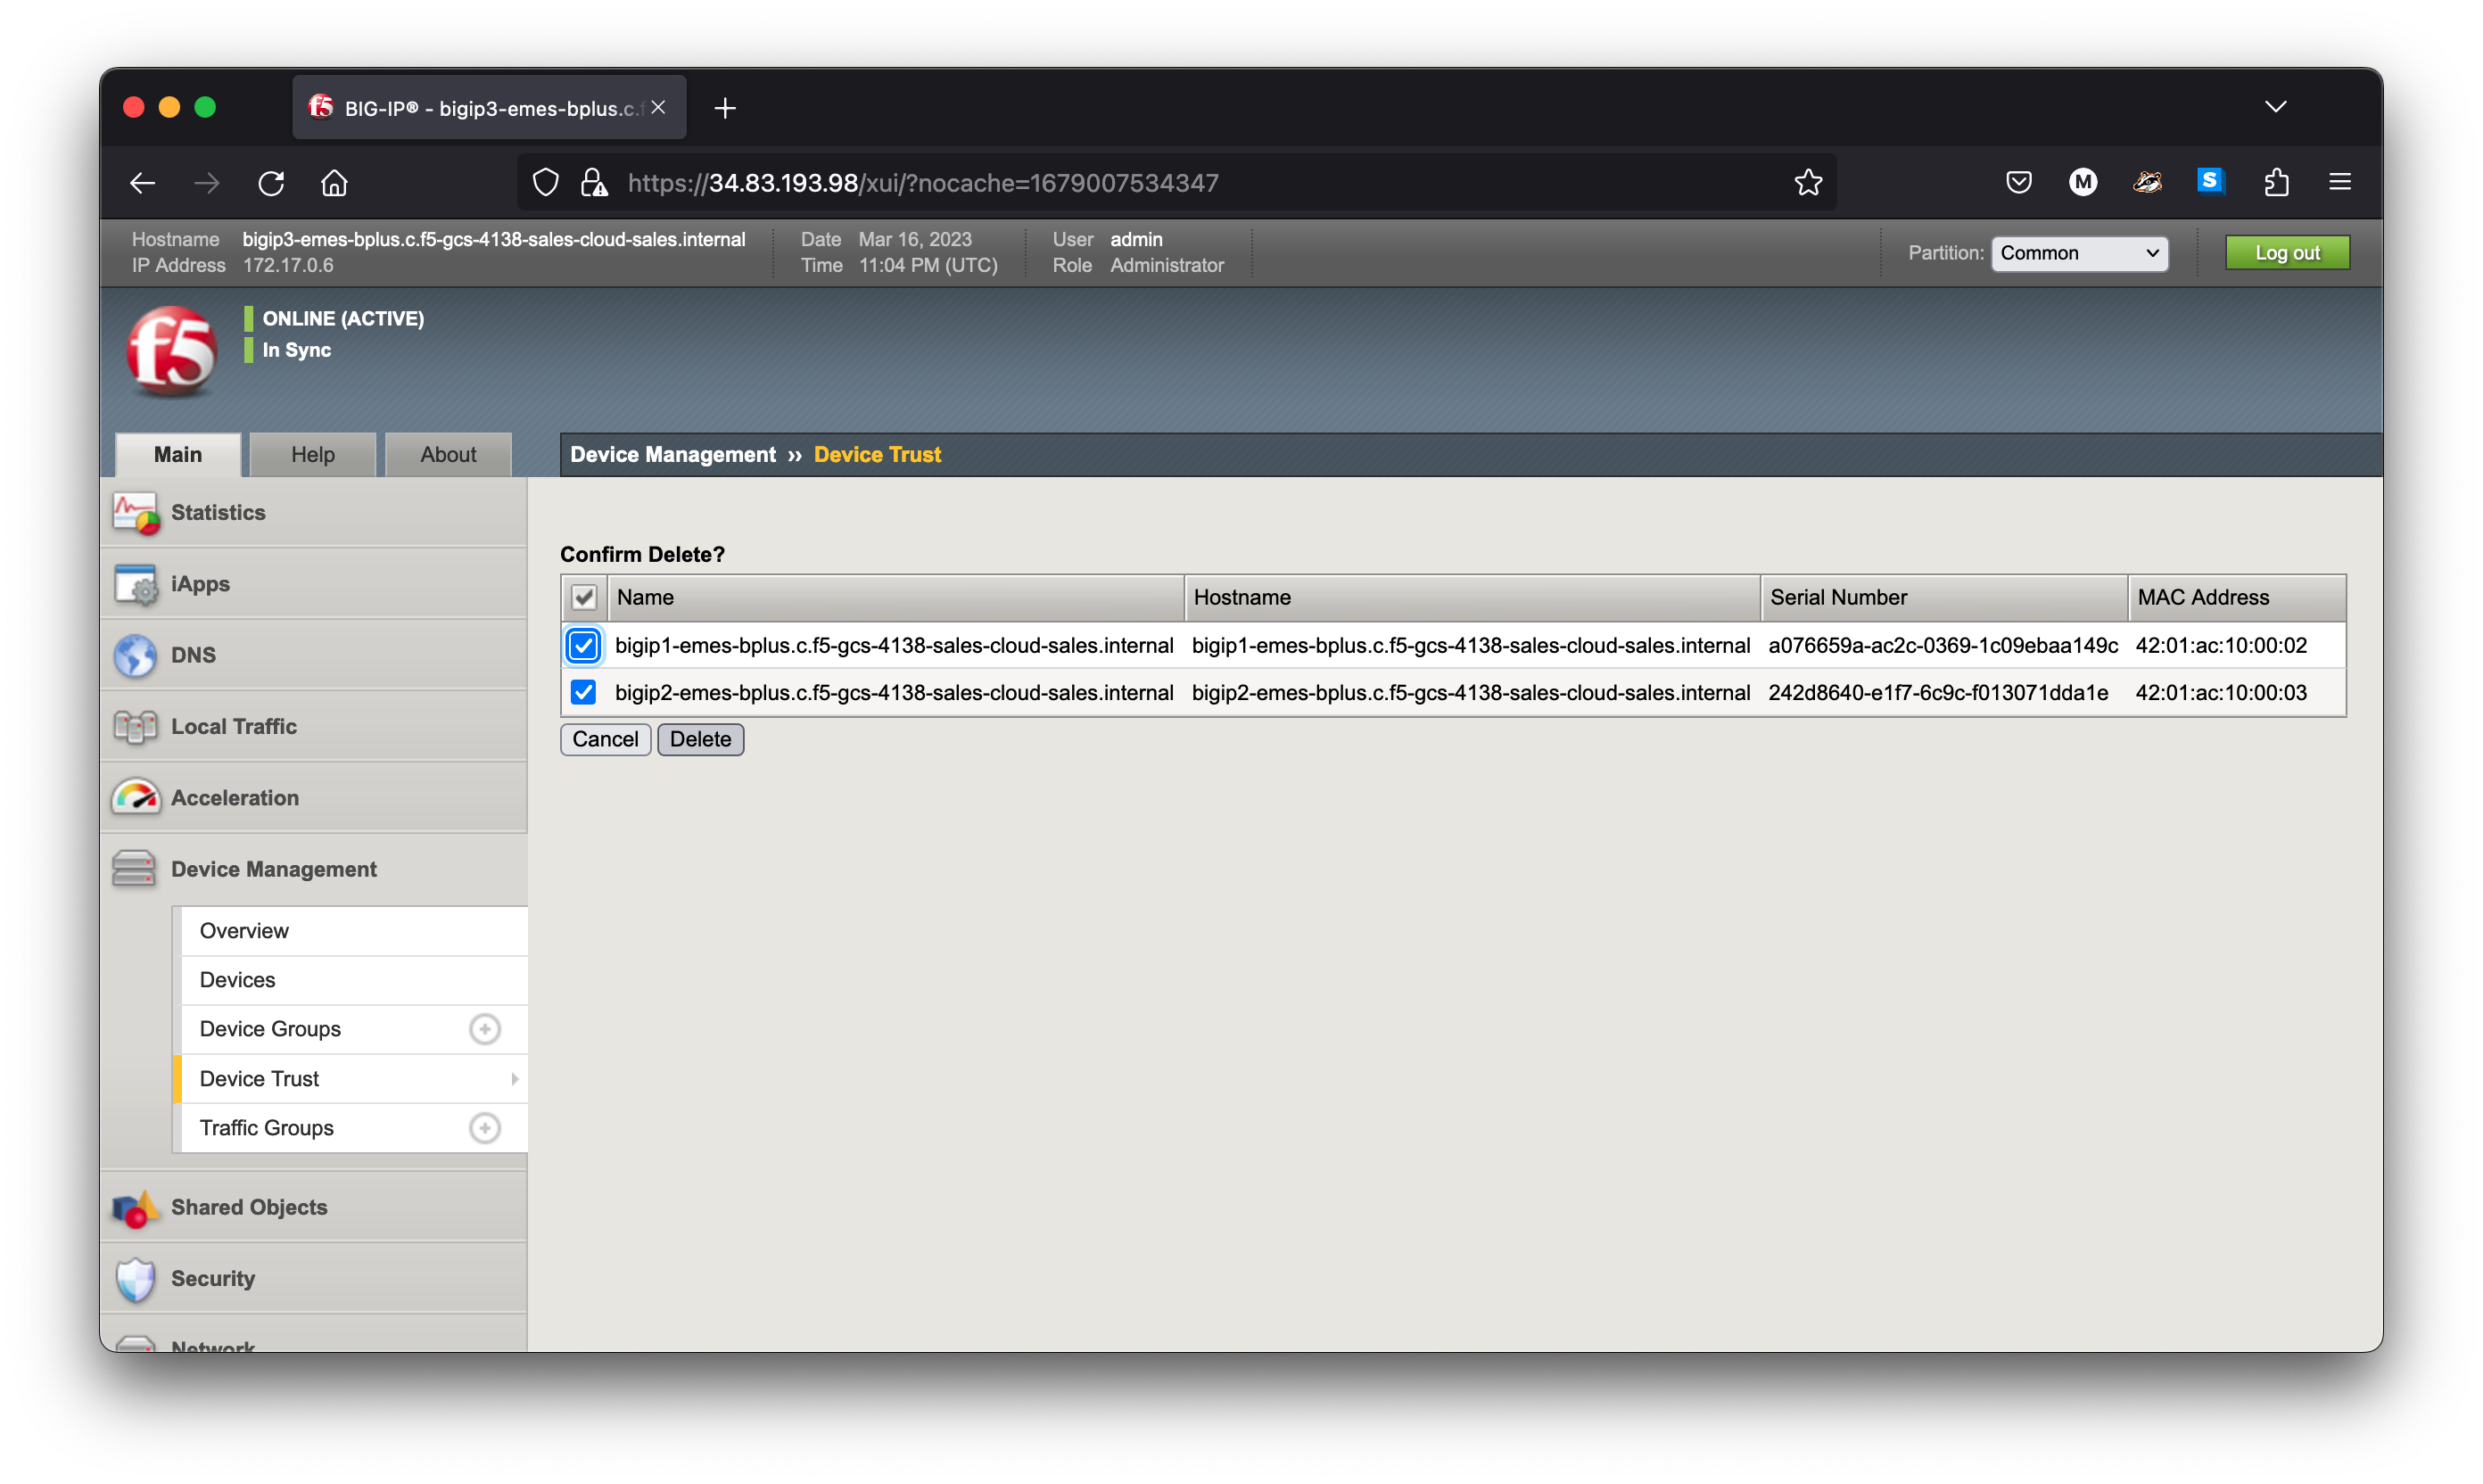 BIG-IP® - bigip3-emes-bplus.c.f
https://34.83.193.98/xui/?nocache=1679007534347
M
S
Hostname bigip3-emes-bplus.c.f5-gcs-4138-sales-cloud-sales.internal Date Mar 16, 2023 User admin
IP Address 172.17.0.6 Time 11:04 PM (UTC) Role Administrator
Partition: Common Log out
f5
ONLINE (ACTIVE)
In Sync
Main Help About
Device Management ›› Device Trust
Statistics
iApps
DNS
Local Traffic
Acceleration
Device Management
Overview
Devices
Device Groups
Device Trust
Traffic Groups
Shared Objects
Security
Network
Confirm Delete?
Name Hostname Serial Number MAC Address
bigip1-emes-bplus.c.f5-gcs-4138-sales-cloud-sales.internal bigip1-emes-bplus.c.f5-gcs-4138-sales-cloud-sales.internal a076659a-ac2c-0369-1c09ebaa149c 42:01:ac:10:00:02
bigip2-emes-bplus.c.f5-gcs-4138-sales-cloud-sales.internal bigip2-emes-bplus.c.f5-gcs-4138-sales-cloud-sales.internal 242d8640-e1f7-6c9c-f013071dda1e 42:01:ac:10:00:03
Cancel Delete